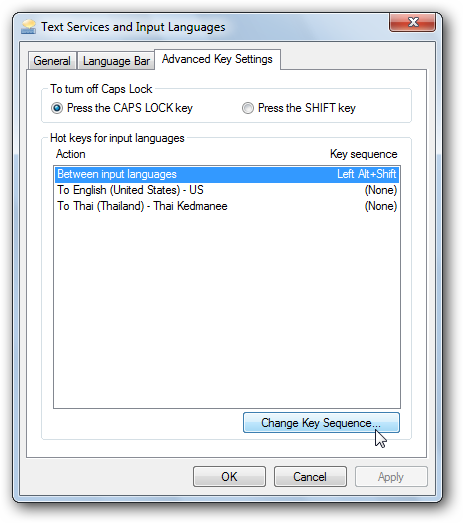 Text Services and Input Languages
General Language Bar Advanced Key Settings
To turn off Caps Lock
Press the CAPS LOCK key Press the SHIFT key
Hot keys for input languages
Action Key sequence
Between input languages Left Alt+Shift
To English (United States) - US (None)
To Thai (Thailand) - Thai Kedmanee (None)
Change Key Sequence...
OK Cancel Apply